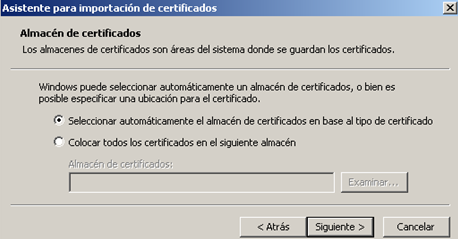 Asistente para importación de certificados
Almacén de certificados
Los almacenes de certificados son áreas del sistema donde se guardan los certificados.
Windows puede seleccionar automáticamente un almacén de certificados, o bien es
posible especificar una ubicación para el certificado.
Seleccionar automáticamente el almacén de certificados en base al tipo de certificado
Colocar todos los certificados en el siguiente almacén
Almacén de certificados:
Examinar...
< Atrás Siguiente > Cancelar